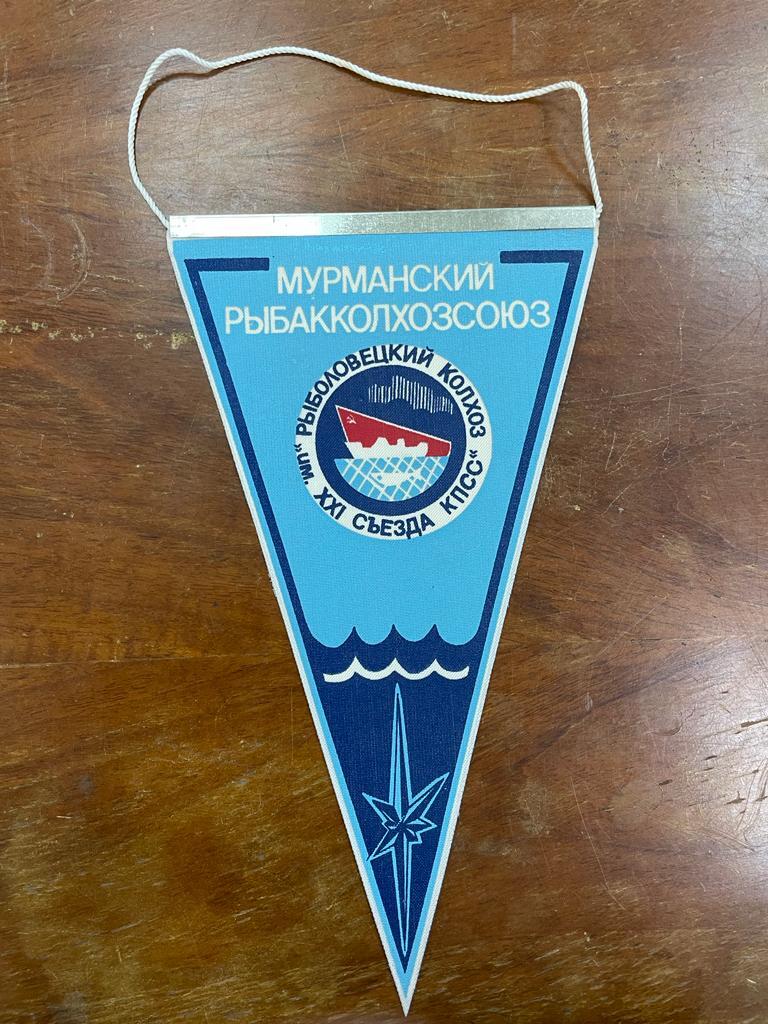 МУРМАНСКИЙ
РЫБАККОЛХОЗСОЮЗ
РЫБОЛОВЕЦКИЙ КОЛХОЗ
„ИМ. XXI СЪЕЗДА КПСС“